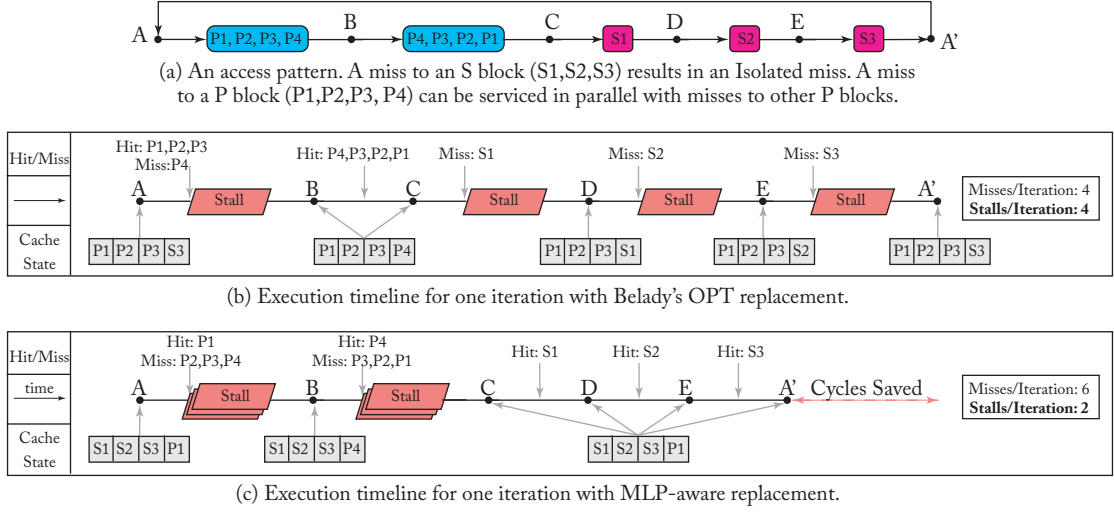 A
P1, P2, P3, P4
B
P4, P3, P2, P1
C
S1
D
S2
E
S3
A'
(a) An access pattern. A miss to an S block (S1,S2,S3) results in an Isolated miss. A miss
to a P block (P1,P2,P3, P4) can be serviced in parallel with misses to other P blocks.
Hit/Miss
Hit: P1,P2,P3
Miss:P4
Hit: P4,P3,P2,P1
Miss: S1
Miss: S2
Miss: S3
A
Stall
B
C
Stall
D
Stall
E
Stall
A'
Misses/Iteration: 4
Stalls/Iteration: 4
Cache
State
P1 P2 P3 S3
P1 P2 P3 P4
P1 P2 P3 S1
P1 P2 P3 S2
P1 P2 P3 S3
(b) Execution timeline for one iteration with Belady's OPT replacement.
Hit/Miss
Hit: P1
Miss: P2,P3,P4
Hit: P4
Miss: P3,P2,P1
Hit: S1
Hit: S2
Hit: S3
time
A
Stall
B
Stall
C
D
E
A'
Cycles Saved
Misses/Iteration: 6
Stalls/Iteration: 2
Cache
State
S1 S2 S3 P1
S1 S2 S3 P4
S1 S2 S3 P1
(c) Execution timeline for one iteration with MLP-aware replacement.